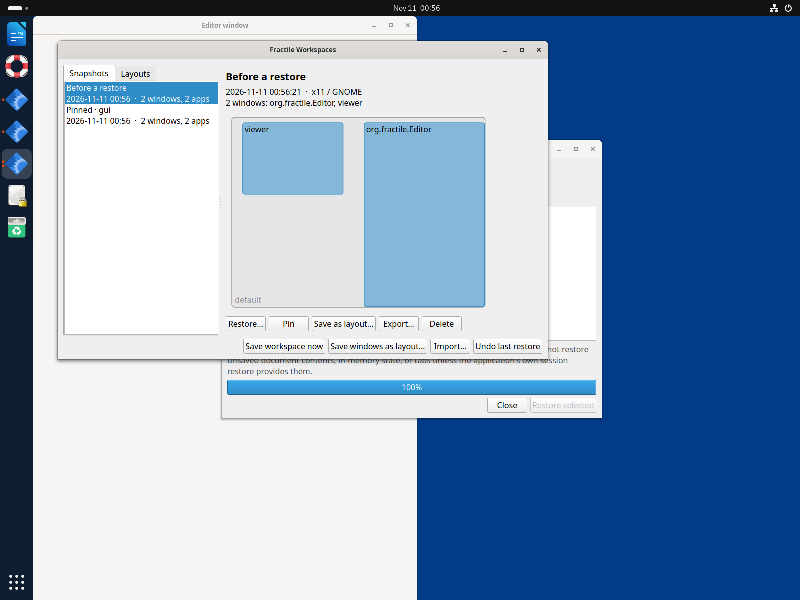 Nov 11 00:56
Editor window
Fractile Workspaces
Snapshots
Layouts
Before a restore
2026-11-11 00:56 · 2 windows, 2 apps
Pinned · gui
2026-11-11 00:56 · 2 windows, 2 apps
Before a restore
2026-11-11 00:56:21 · x11 / GNOME
2 windows: org.fractile.Editor, viewer
viewer
org.fractile.Editor
default
Restore...
Pin
Save as layout...
Export...
Delete
Save workspace now
Save windows as layout...
Import...
Undo last restore
not restore
unsaved document contents, in memory state, or tabs unless the application's own session
restore provides them.
100%
Close
Restore selected